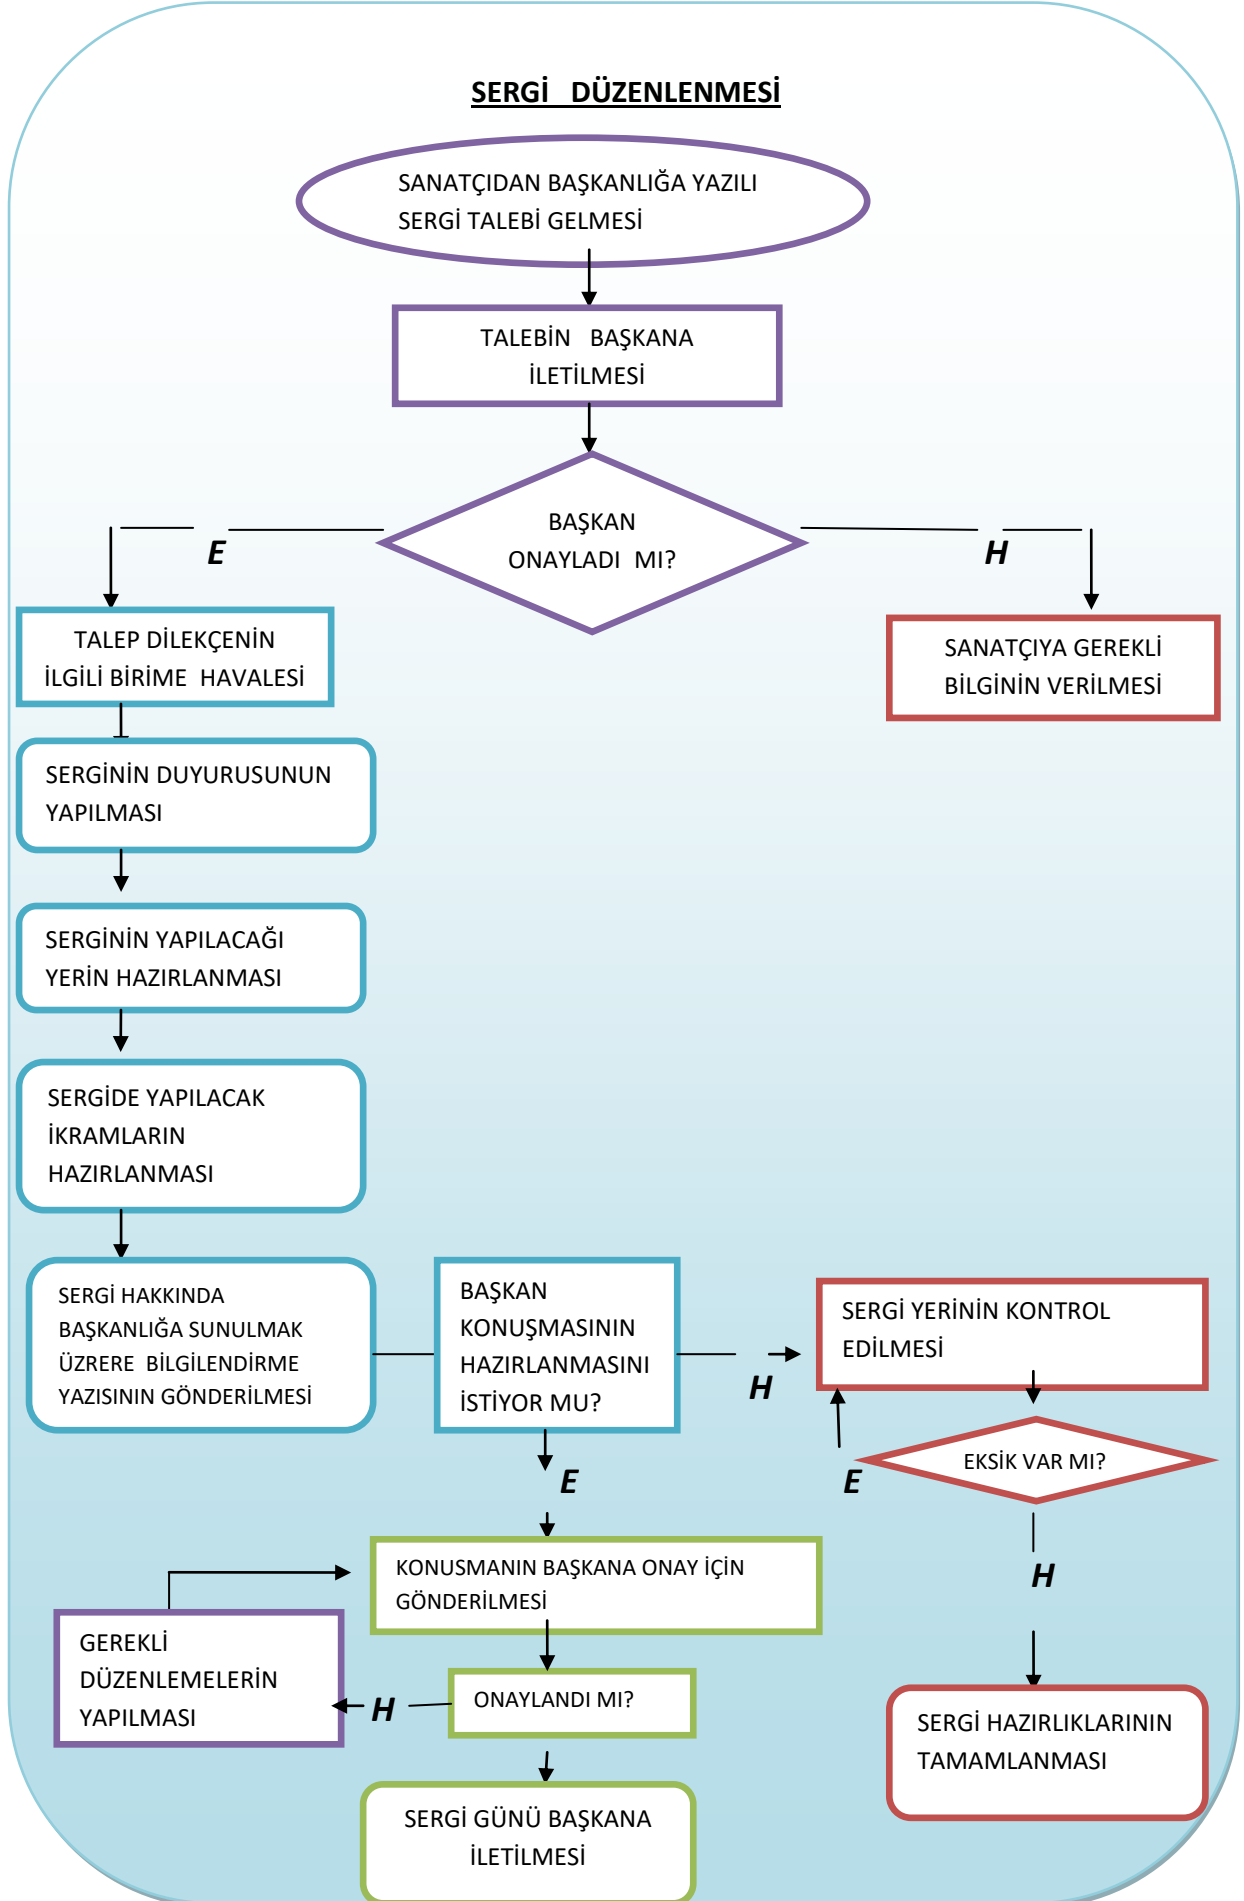 SERGİ DÜZENLENMESİ
SANATÇIDAN BAŞKANLIĞA YAZILI
SERGİ TALEBİ GELMESİ
TALEBİN BAŞKANA
İLETİLMESİ
BAŞKAN
ONAYLADI MI?
E
H
TALEP DİLEKÇENİN
İLGİLİ BİRİME HAVALESİ
SANATÇIYA GEREKLİ
BİLGİNİN VERİLMESİ
SERGİNİN DUYURUSUNUN
YAPILMASI
SERGİNİN YAPILACAĞI
YERİN HAZIRLANMASI
SERGİDE YAPILACAK
İKRAMLARIN
HAZIRLANMASI
SERGİ HAKKINDA
BAŞKANLIĞA SUNULMAK
ÜZRERE BİLGİLENDİRME
YAZISININ GÖNDERİLMESİ
BAŞKAN
KONUŞMASININ
HAZIRLANMASINI
İSTİYOR MU?
H
SERGİ YERİNİN KONTROL
EDİLMESİ
E
EKSİK VAR MI?
E
H
KONUSMANIN BAŞKANA ONAY İÇİN
GÖNDERİLMESİ
GEREKLİ
DÜZENLEMELERİN
YAPILMASI
H
ONAYLANDI MI?
SERGİ HAZIRLIKLARININ
TAMAMLANMASI
SERGİ GÜNÜ BAŞKANA
İLETİLMESİ